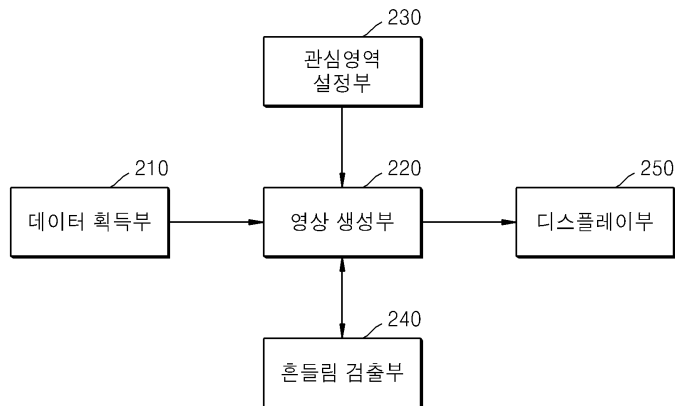 230
관심영역
설정부
210
데이터 획득부
220
영상 생성부
250
디스플레이부
240
흔들림 검출부